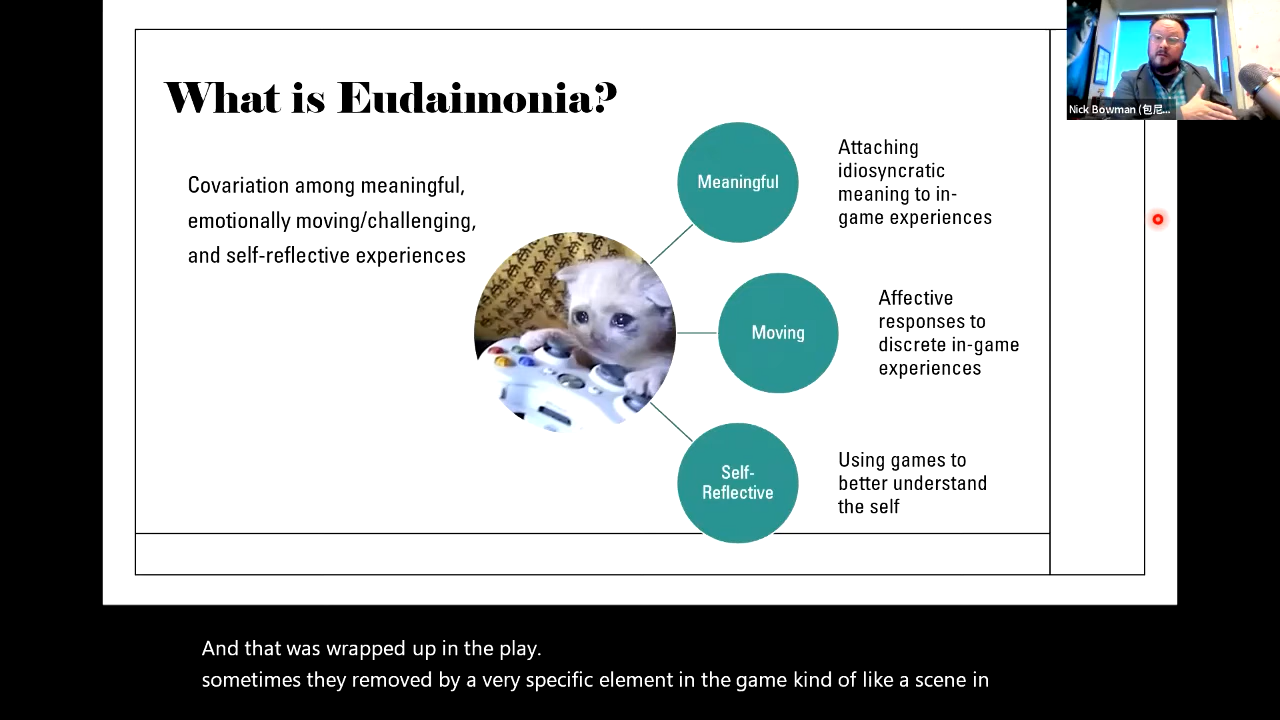 What is Eudaimonia?
Covariation among meaningful,
emotionally moving/challenging,
and self-reflective experiences
Meaningful
Attaching
idiosyncratic
meaning to in-
game experiences
Moving
Affective
responses to
discrete in-game
experiences
Self-
Reflective
Using games to
better understand
the self
Nick Bowman (包尼...
And that was wrapped up in the play.
sometimes they removed by a very specific element in the game kind of like a scene in